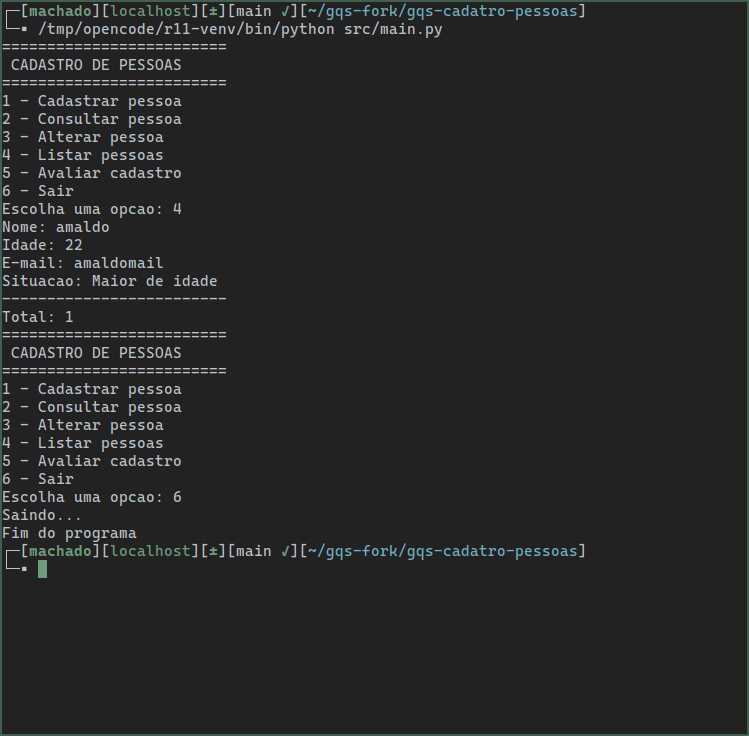 ┌─[machado][localhost][±][main ✓][~/gqs-fork/gqs-cadatro-pessoas]
└─▪ /tmp/opencode/r11-venv/bin/python src/main.py
=========================
 CADASTRO DE PESSOAS
=========================
1 - Cadastrar pessoa
2 - Consultar pessoa
3 - Alterar pessoa
4 - Listar pessoas
5 - Avaliar cadastro
6 - Sair
Escolha uma opcao: 4
Nome: amaldo
Idade: 22
E-mail: amaldomail
Situacao: Maior de idade
-------------------------
Total: 1
=========================
 CADASTRO DE PESSOAS
=========================
1 - Cadastrar pessoa
2 - Consultar pessoa
3 - Alterar pessoa
4 - Listar pessoas
5 - Avaliar cadastro
6 - Sair
Escolha uma opcao: 6
Saindo...
Fim do programa
┌─[machado][localhost][±][main ✓][~/gqs-fork/gqs-cadatro-pessoas]
└─▪